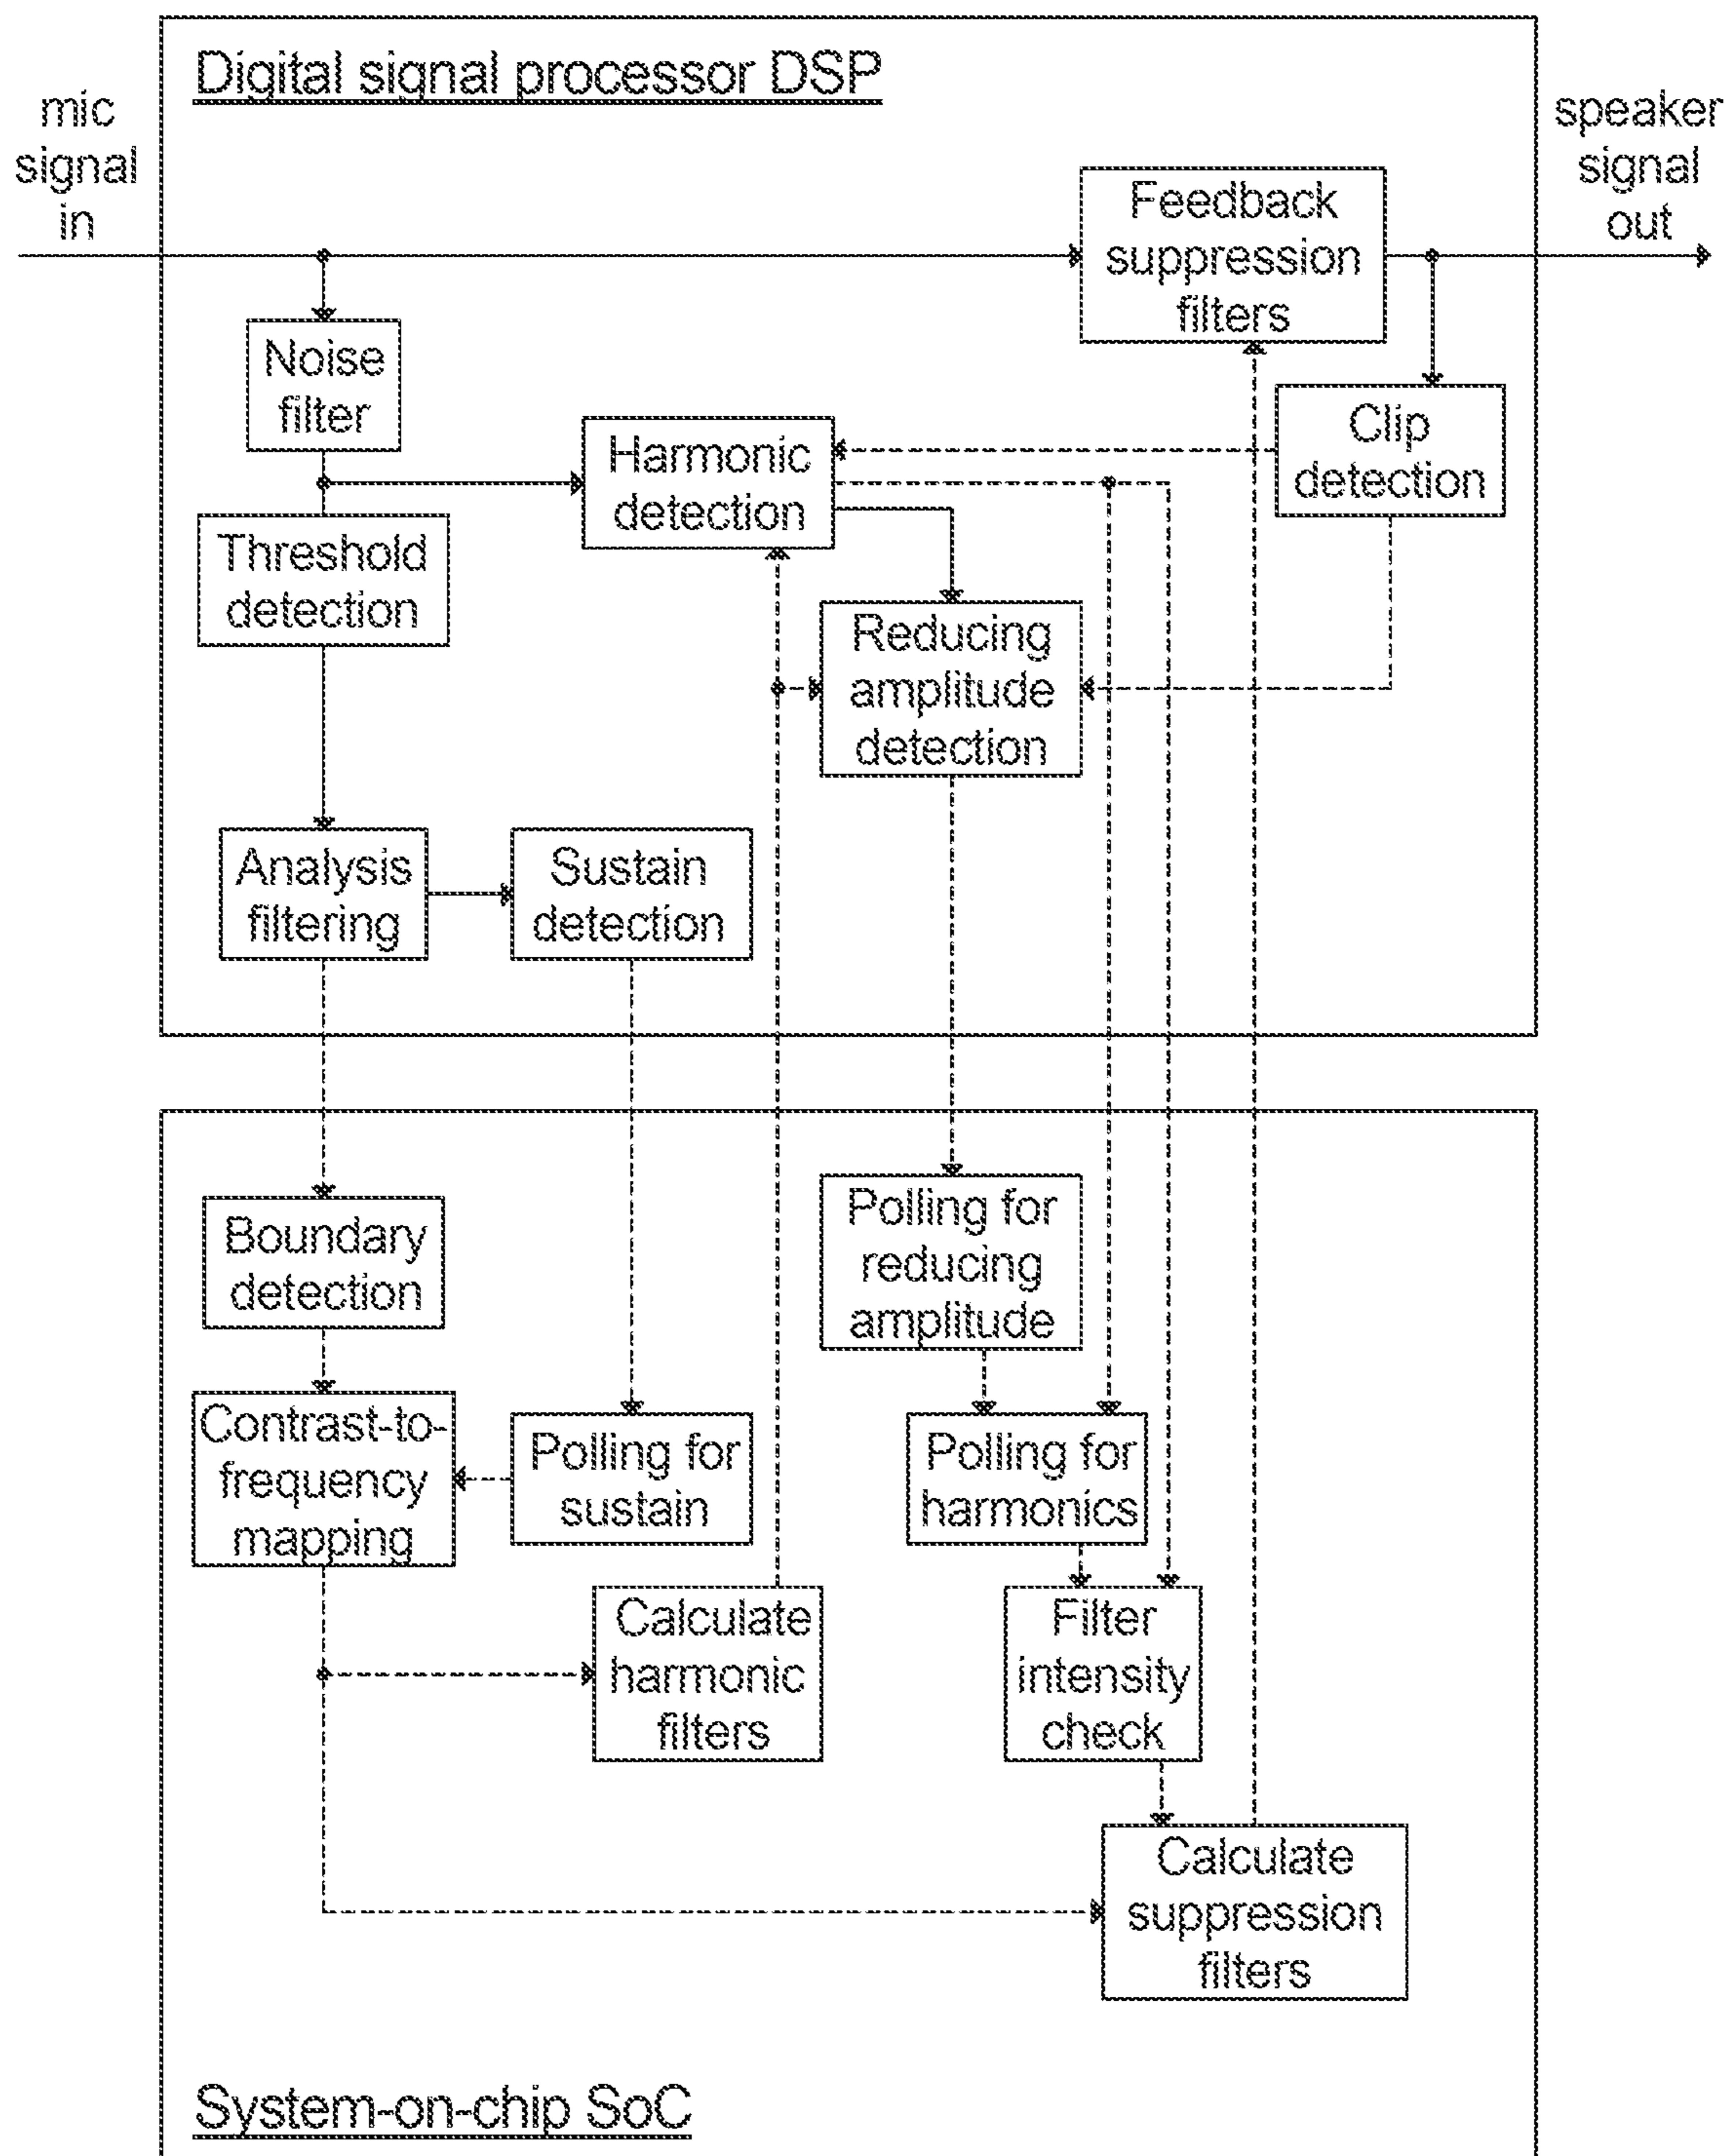 Digital signal processor DSP
mic
signal
in
speaker
signal
out
Feedback
suppression
filters
Noise
filter
Harmonic
detection
Clip
detection
Threshold
detection
Reducing
amplitude
detection
Analysis
filtering
Sustain
detection
Boundary
detection
Polling for
reducing
amplitude
Contrast-to-
frequency
mapping
Polling for
sustain
Polling for
harmonics
Calculate
harmonic
filters
Filter
intensity
check
Calculate
suppression
filters
System-on-chip SoC